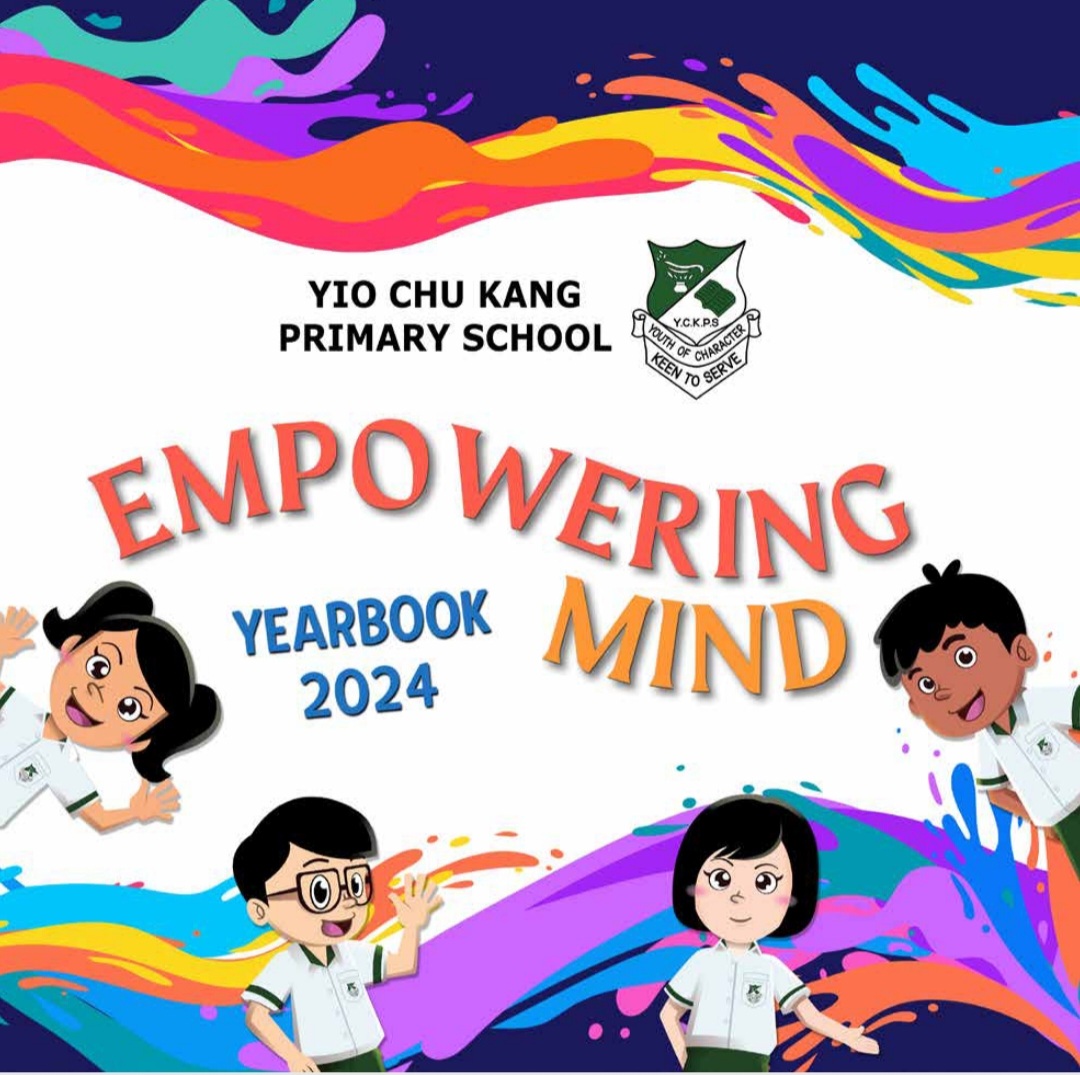 YIO CHU KANG
PRIMARY SCHOOL
Y.C.K.P.S
YOUTH OF CHARACTER
KEEN TO SERVE
EMPOWERING
MIND
YEARBOOK
2024